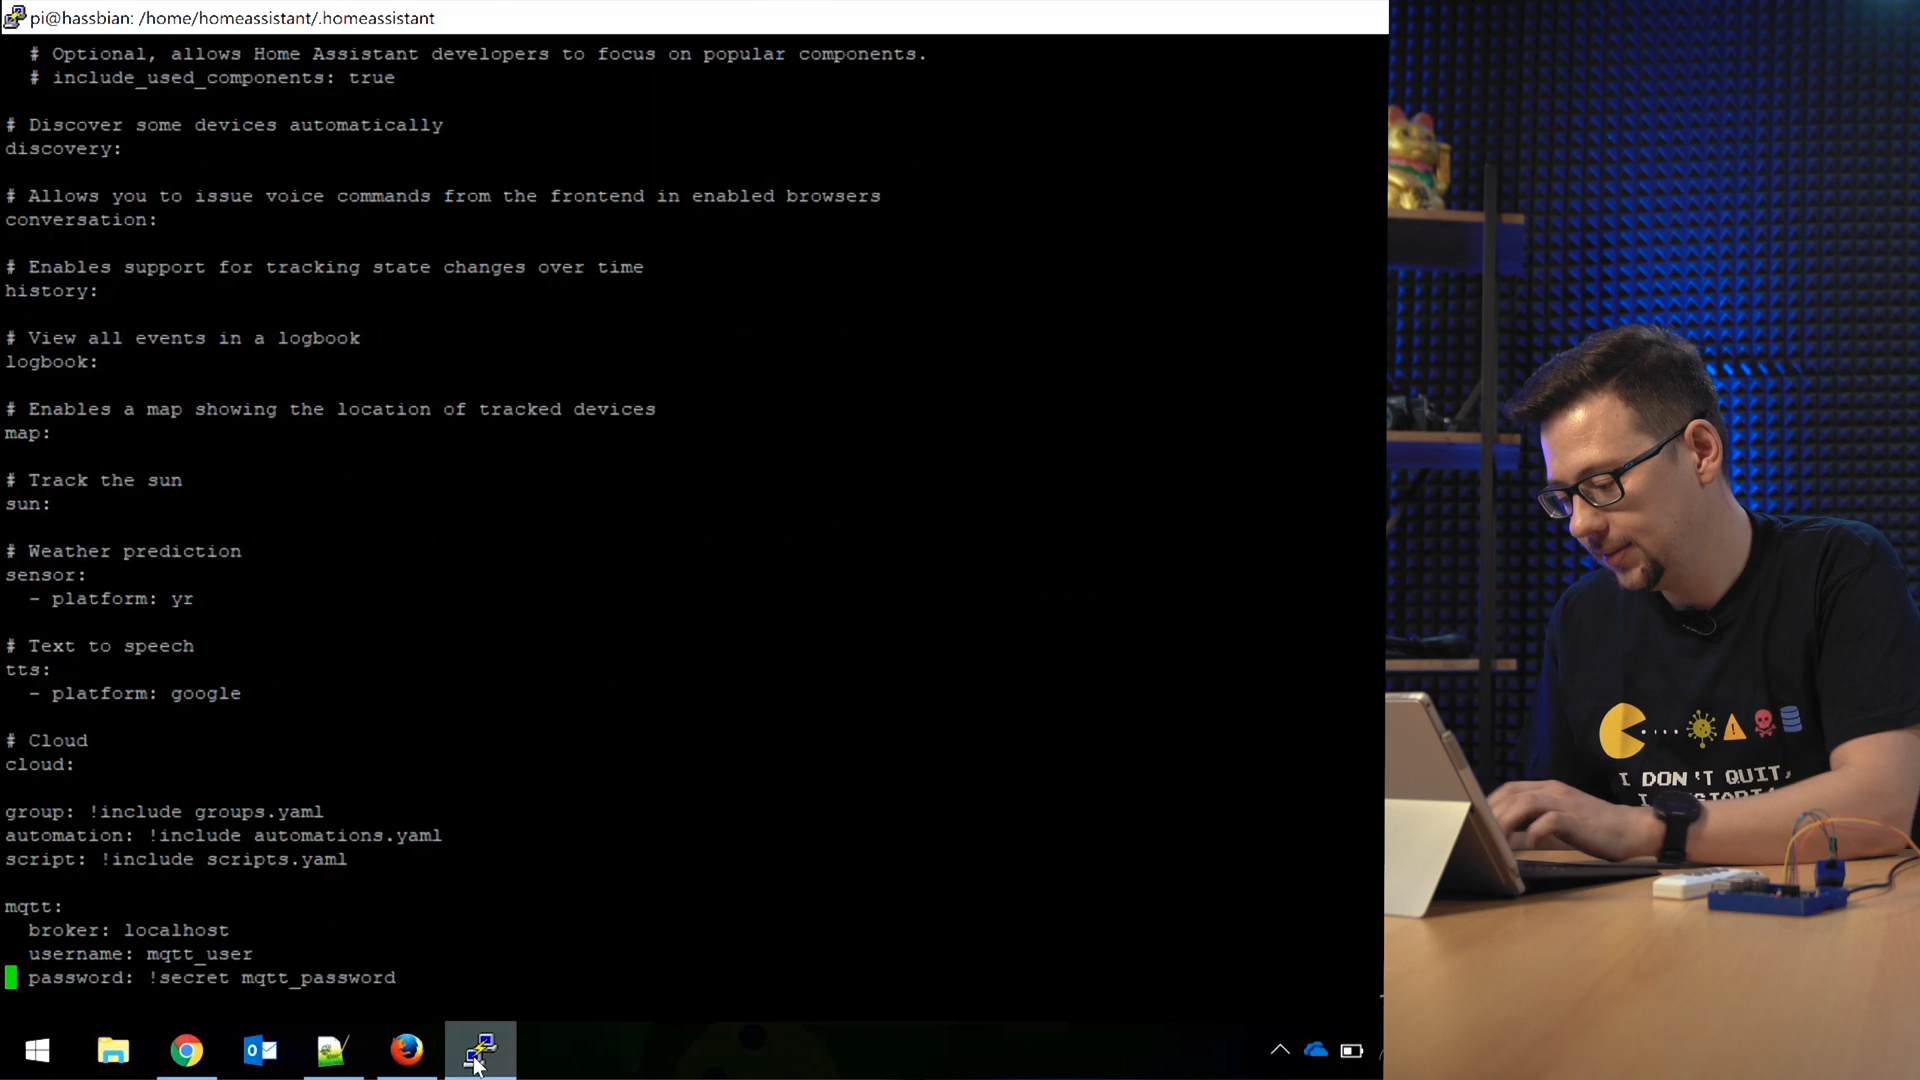 pi@hassbian: /home/homeassistant/.homeassistant
# Optional, allows Home Assistant developers to focus on popular components.
# include_used_components: true
# Discover some devices automatically
discovery:
# Allows you to issue voice commands from the frontend in enabled browsers
conversation:
# Enables support for tracking state changes over time
history:
# View all events in a logbook
logbook:
# Enables a map showing the location of tracked devices
map:
# Track the sun
sun:
# Weather prediction
sensor:
- platform: yr
# Text to speech
tts:
- platform: google
# Cloud
cloud:
group: !include groups.yaml
automation: !include automations.yaml
script: !include scripts.yaml
mqtt:
broker: localhost
username: mqtt_user
password: !secret mqtt_password
I DON'T QUIT,
I